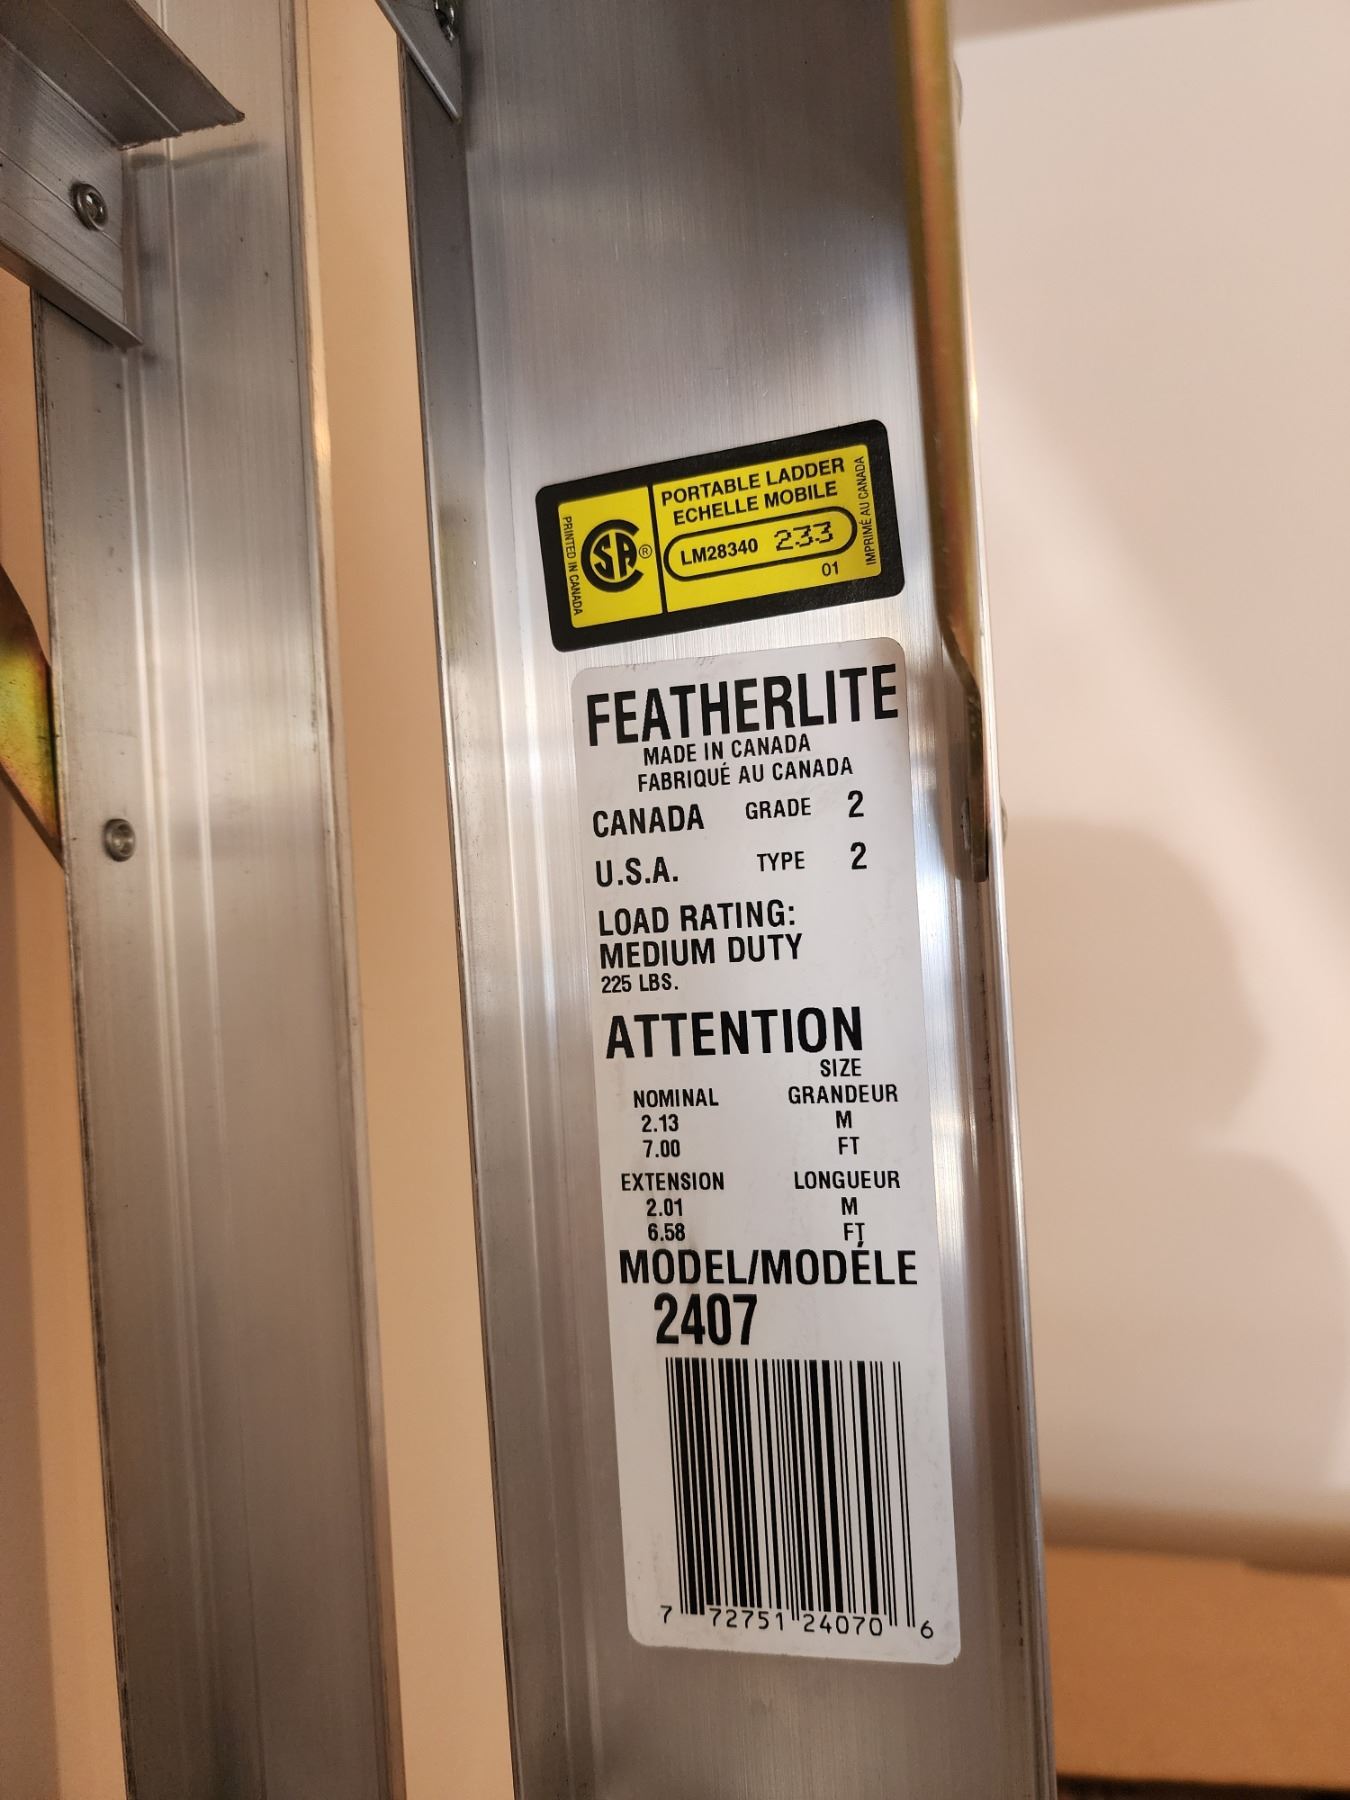 PRINTED IN CANADA
CSA®
PORTABLE LADDER
ECHELLE MOBILE
LM28340 233
01
IMPRIMÉ AU CANADA
FEATHERLITE
MADE IN CANADA
FABRIQUÉ AU CANADA
CANADA GRADE 2
U.S.A. TYPE 2
LOAD RATING:
MEDIUM DUTY
225 LBS.
ATTENTION
SIZE
NOMINAL GRANDEUR
2.13 M
7.00 FT
EXTENSION LONGUEUR
2.01 M
6.58 FT
MODEL/MODÉLE
2407
7 72751 24070 6